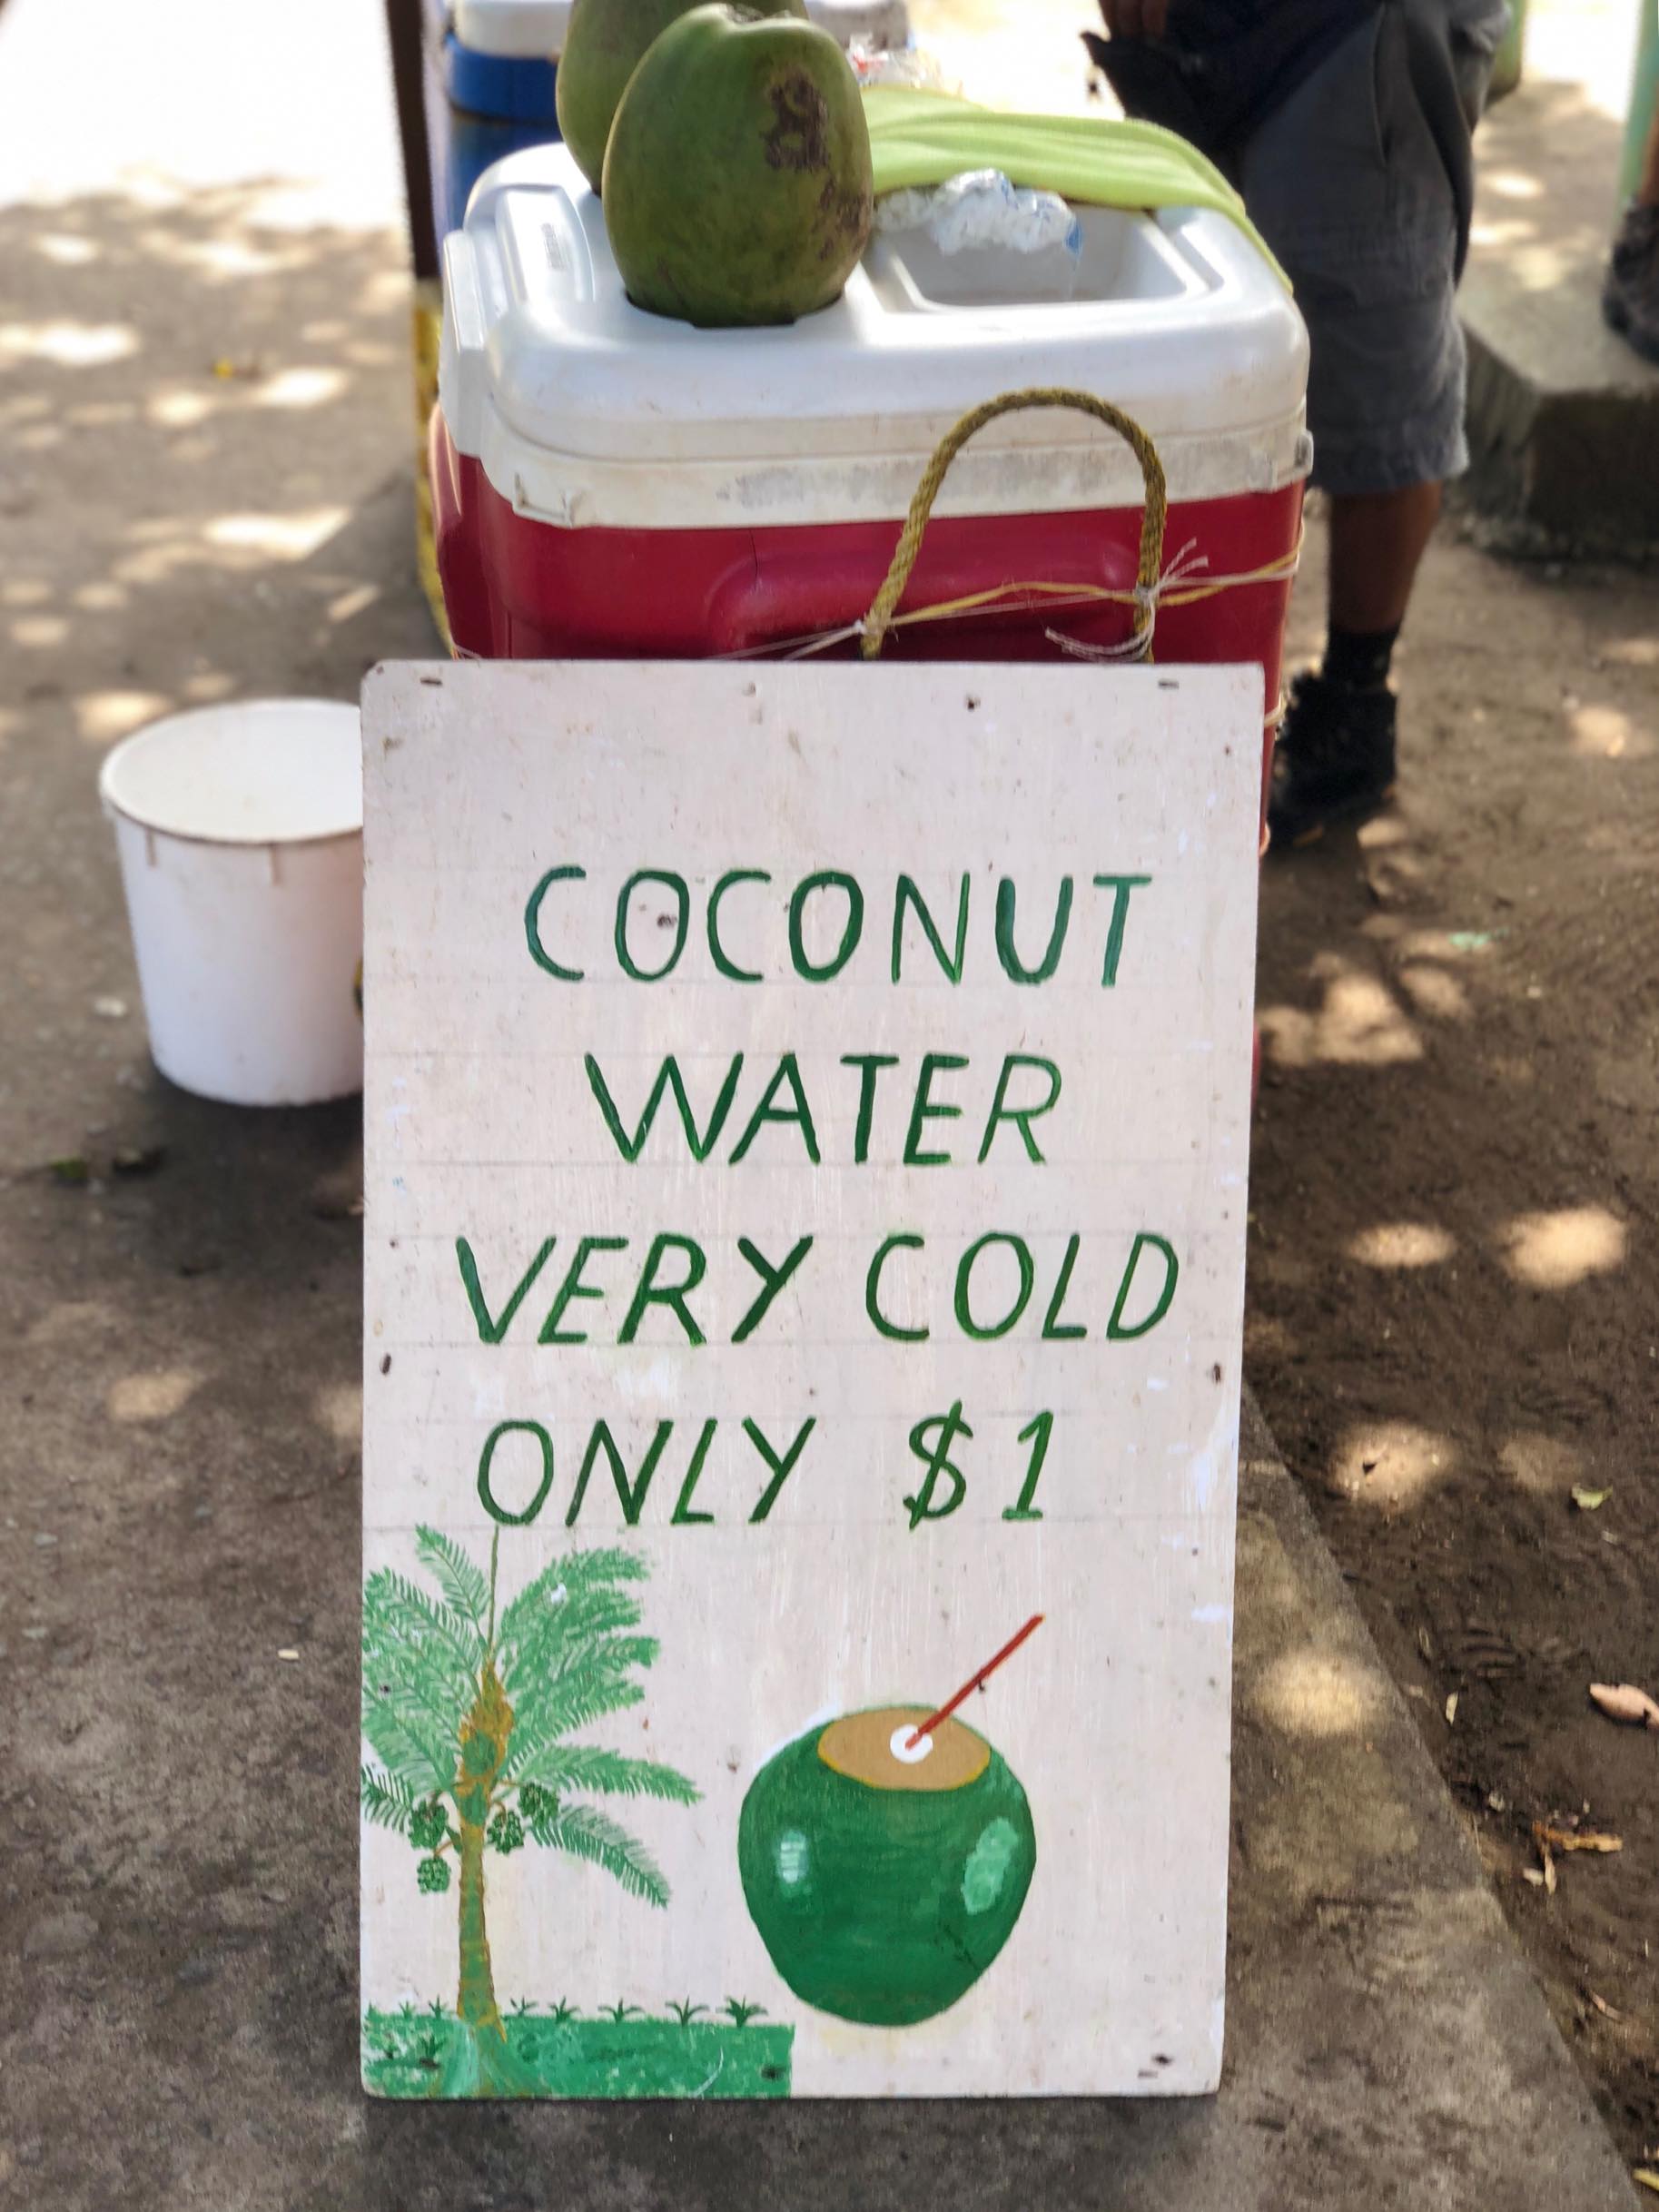 COCONUT
WATER
VERY COLD
ONLY $1